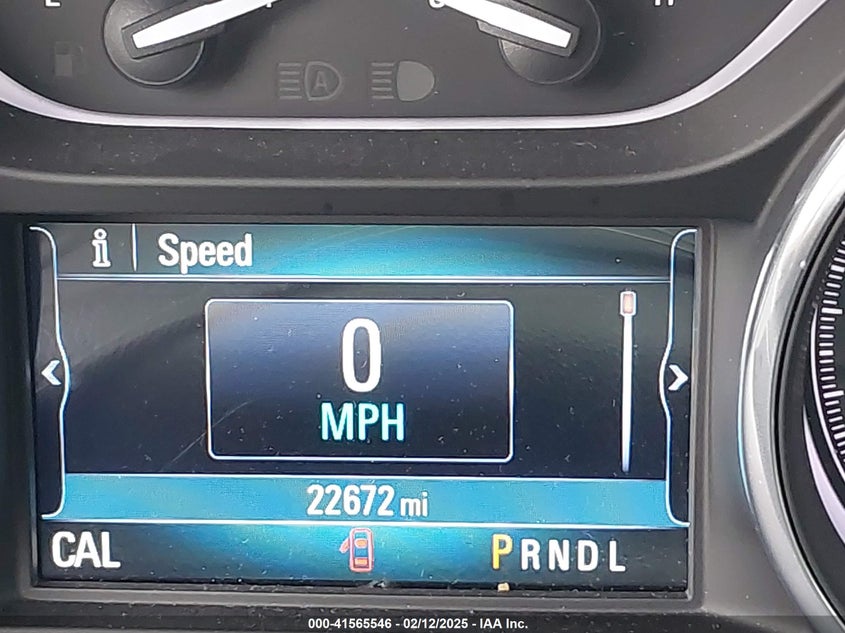 A
i Speed
0
MPH
22672 mi
CAL PRNDL
000-41565546 - 02/12/2025 - IAA Inc.